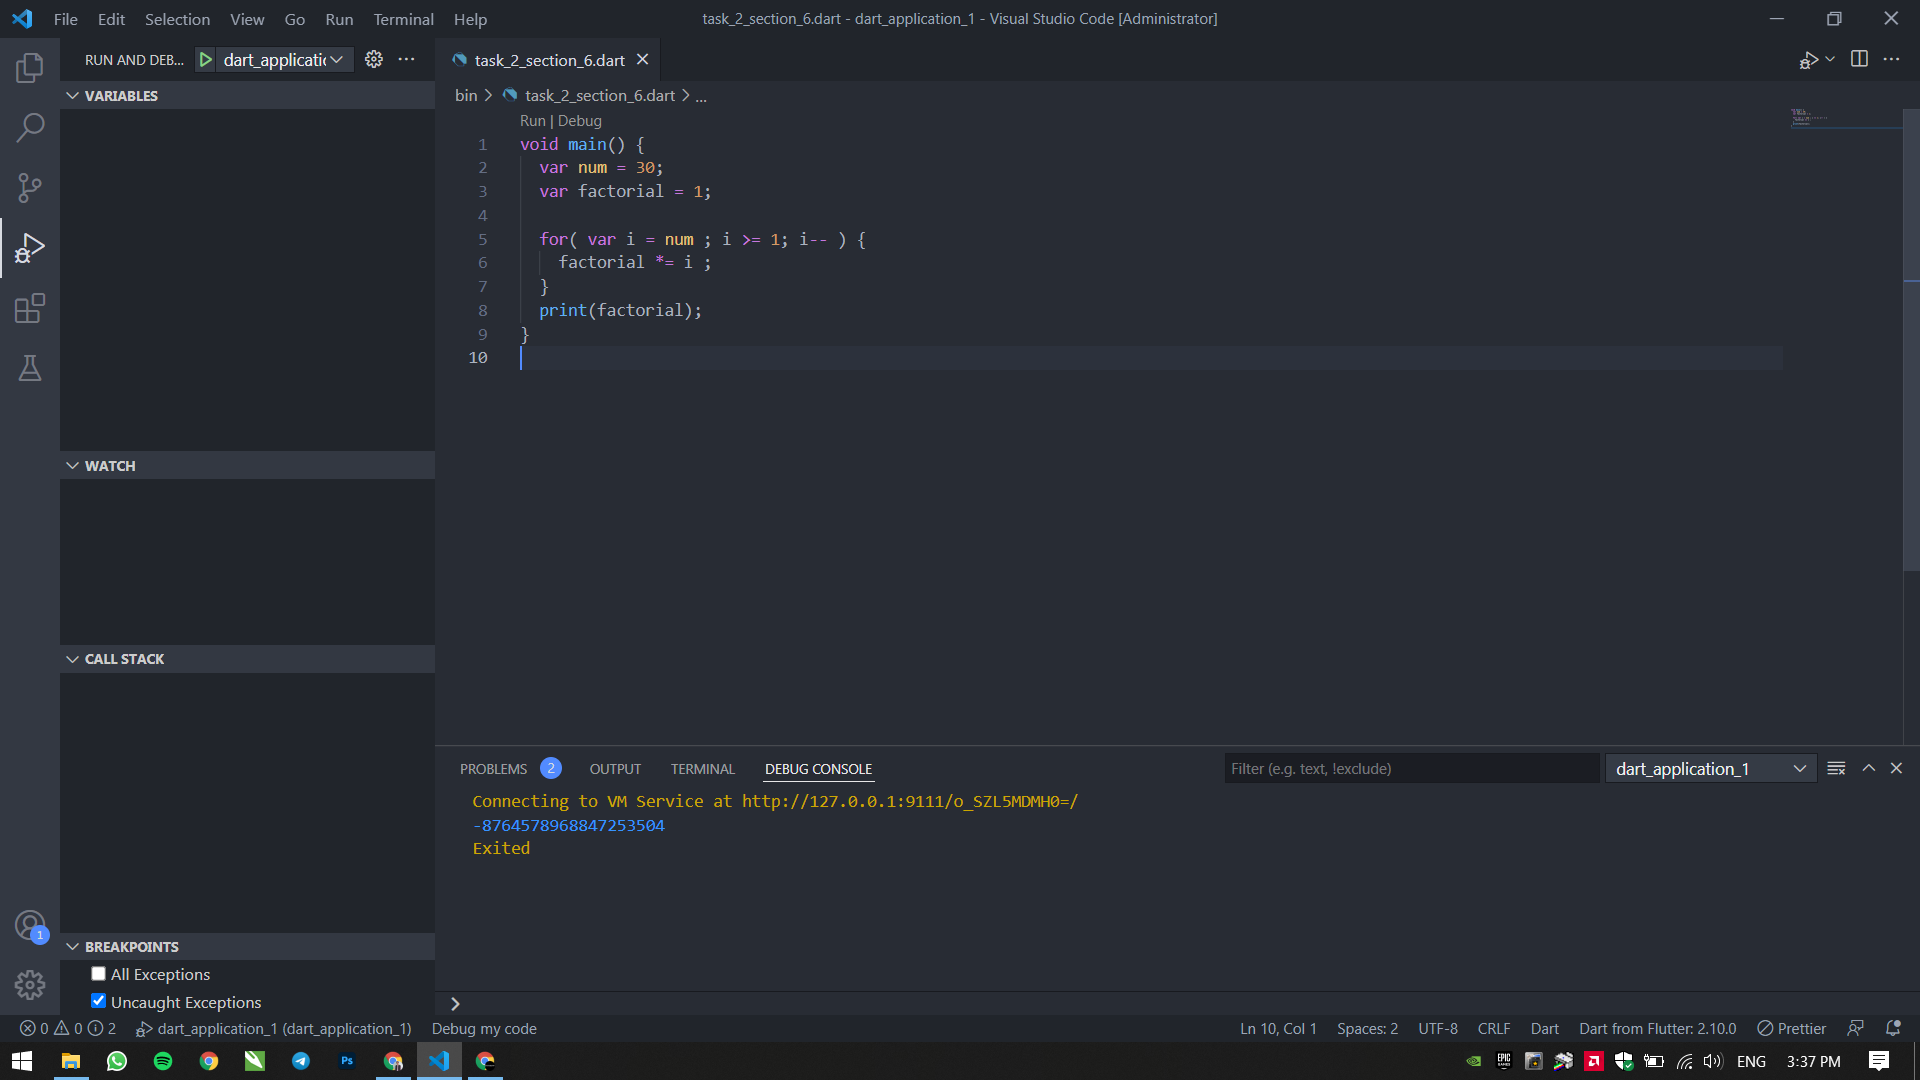 File Edit Selection View Go Run Terminal Help
task_2_section_6.dart - dart_application_1 - Visual Studio Code [Administrator]
RUN AND DEB... dart_applicatic
task_2_section_6.dart
VARIABLES
bin > task_2_section_6.dart > ...
Run | Debug
1 void main() {
2 var num = 30;
3 var factorial = 1;
4
5 for( var i = num ; i >= 1; i-- ) {
6 factorial *= i ;
7 }
8 print(factorial);
9 }
10
WATCH
CALL STACK
BREAKPOINTS
All Exceptions
Uncaught Exceptions
PROBLEMS 2 OUTPUT TERMINAL DEBUG CONSOLE
Filter (e.g. text, !exclude)
dart_application_1
Connecting to VM Service at http://127.0.0.1:9111/o_SZL5MDMH0=/
-8764578968847253504
Exited
1
0 0 2 dart_application_1 (dart_application_1) Debug my code
Ln 10, Col 1 Spaces: 2 UTF-8 CRLF Dart Dart from Flutter: 2.10.0 Prettier
Ps
EPIC GAMES
ENG 3:37 PM